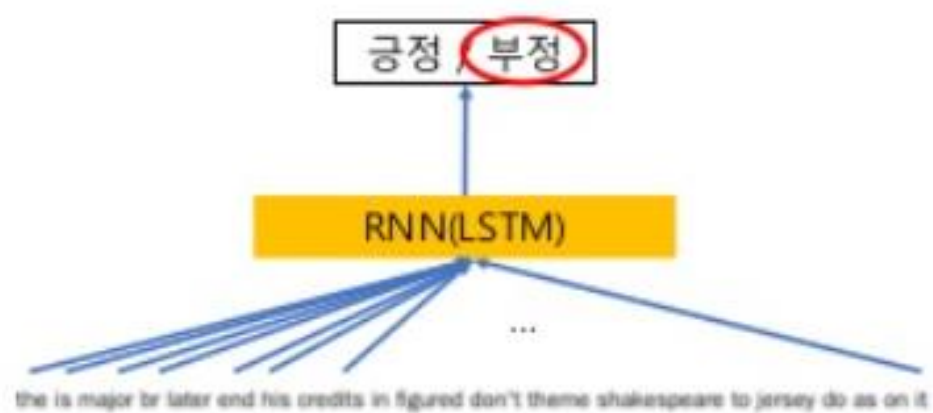 긍정 / 부정
RNN(LSTM)
...
the is major br later end his credits in figured don't theme shakespeare to jersey do as on it